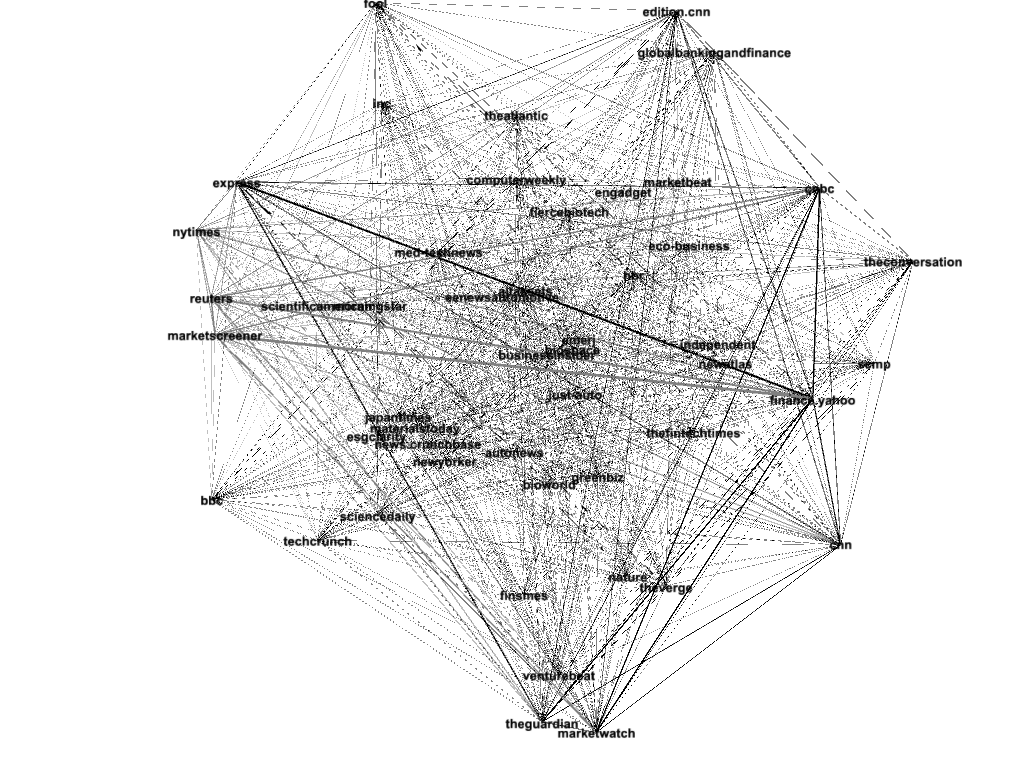 fool
edition.cnn
globalbankingandfinance
inc
theatlantic
computerweekly
marketbeat
express
engadget
cnbc
fiercebiotech
nytimes
eco-business
med-technews
theconversation
npr
reuters
eenewsautomotive
scientificamerican
morningstar
marketscreener
independent
businessinsider
newatlas
scmp
just-auto
finance.yahoo
japantimes
materialstoday
thefintechtimes
esgclarity
news.crunchbase
autonews
newyorker
greenbiz
bioworld
bbc
sciencedaily
techcrunch
cnn
nature
theverge
finsmes
venturebeat
theguardian
marketwatch